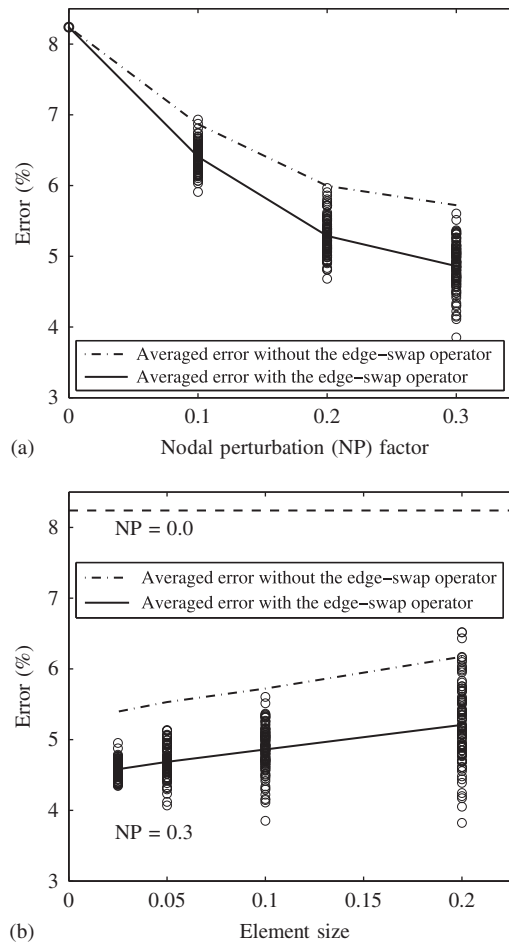 8
7
6
5
4
3
Error (%)
Averaged error without the edge-swap operator
Averaged error with the edge-swap operator
0 0.1 0.2 0.3
(a) Nodal perturbation (NP) factor
8
7
6
5
4
3
Error (%)
NP = 0.0
Averaged error without the edge-swap operator
Averaged error with the edge-swap operator
NP = 0.3
0 0.05 0.1 0.15 0.2
(b) Element size